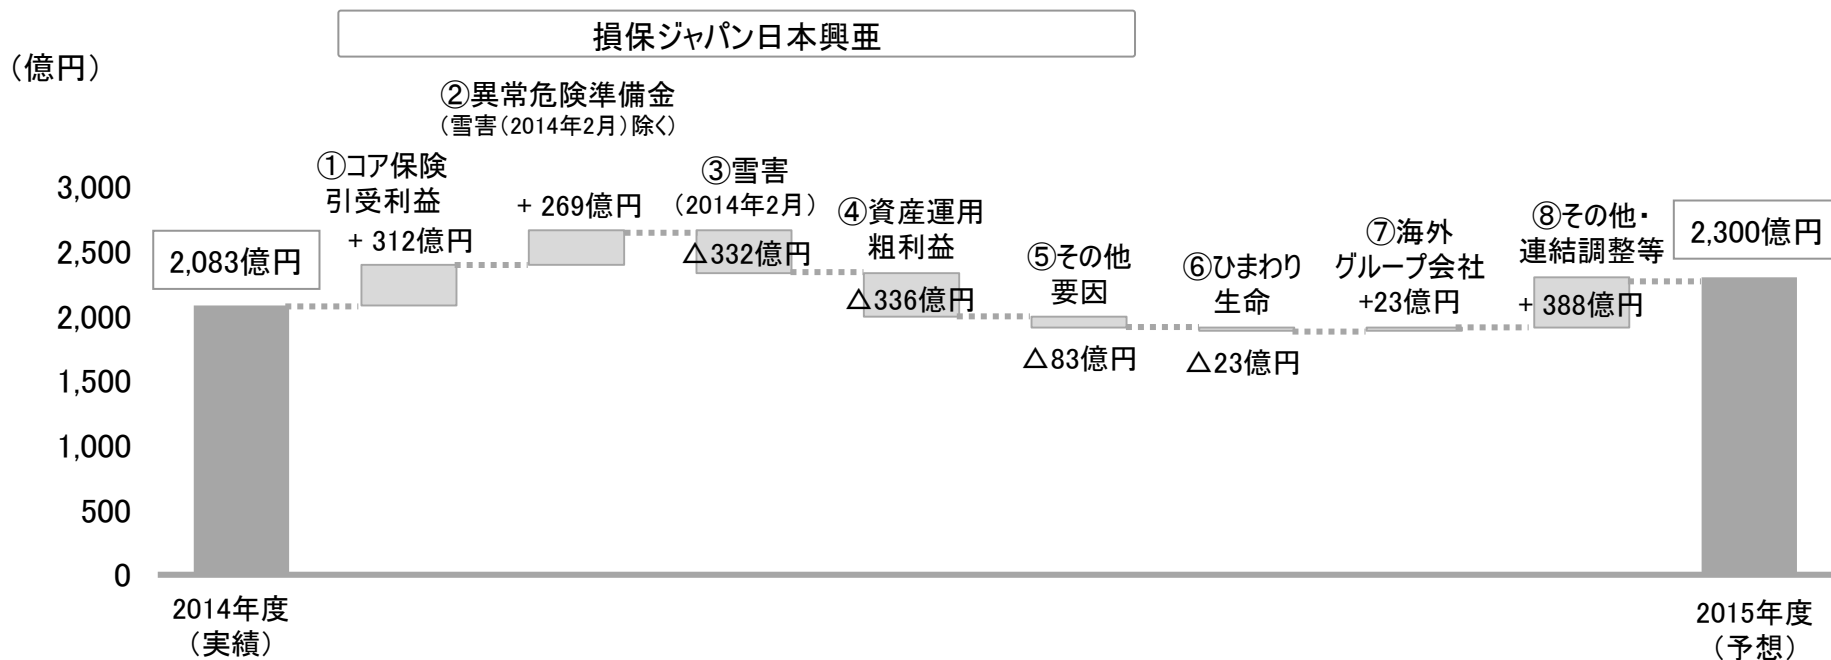 損保ジャパン日本興亜
（億円）
②異常危険準備金
（雪害（2014年2月）除く）
①コア保険
引受利益
+ 312億円
+ 269億円
③雪害
（2014年2月）
△332億円
④資産運用
粗利益
△336億円
⑤その他
要因
△83億円
⑥ひまわり
生命
△23億円
⑦海外
グループ会社
+23億円
⑧その他・
連結調整等
+ 388億円
2,083億円
2,300億円
3,000
2,500
2,000
1,500
1,000
500
0
2014年度
（実績）
2015年度
（予想）